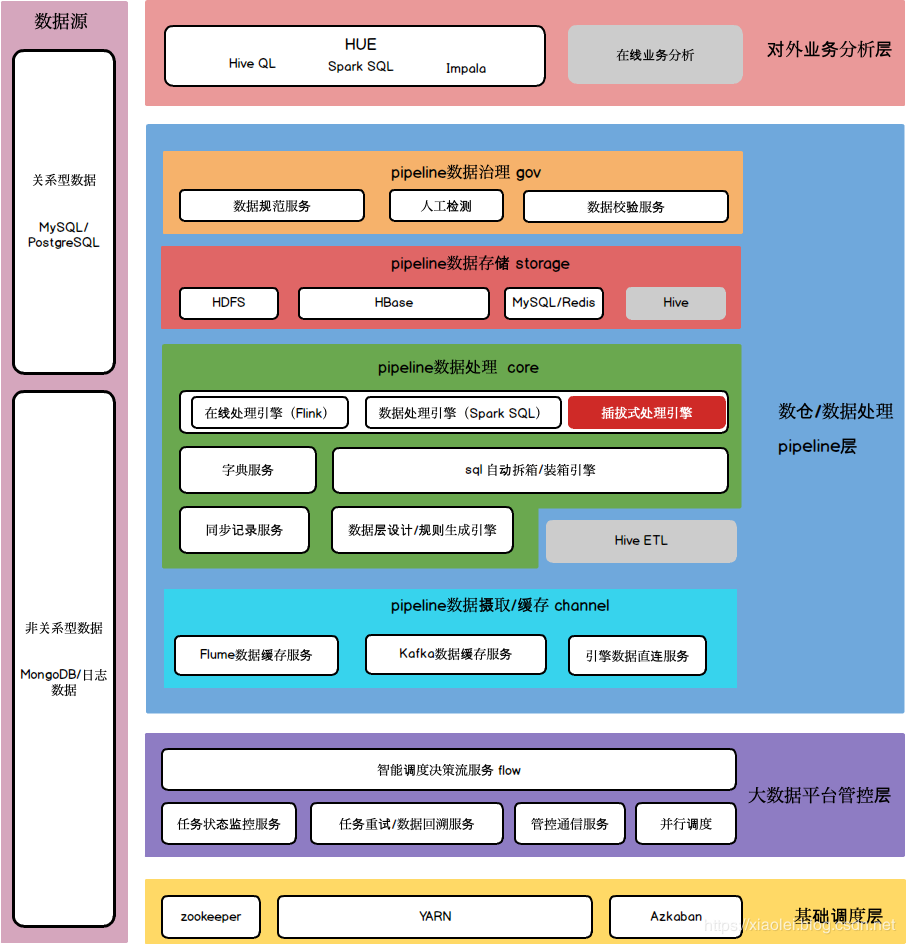 数据源
关系型数据
MySQL/
PostgreSQL
非关系型数据
MongoDB/日志
数据
HUE
Hive QL
Spark SQL
Impala
在线业务分析
对外业务分析层
pipeline数据治理 gov
数据规范服务
人工检测
数据校验服务
pipeline数据存储 storage
HDFS
HBase
MySQL/Redis
Hive
pipeline数据处理 core
在线处理引擎（Flink）
数据处理引擎（Spark SQL）
插拔式处理引擎
字典服务
sql 自动拆箱/装箱引擎
同步记录服务
数据层设计/规则生成引擎
Hive ETL
数仓/数据处理
pipeline层
pipeline数据摄取/缓存 channel
Flume数据缓存服务
Kafka数据缓存服务
引擎数据直连服务
智能调度决策流服务 flow
任务状态监控服务
任务重试/数据回溯服务
管控通信服务
并行调度
大数据平台管控层
zookeeper
YARN
Azkaban
基础调度层
https://xiaolei.blog.csdn.net